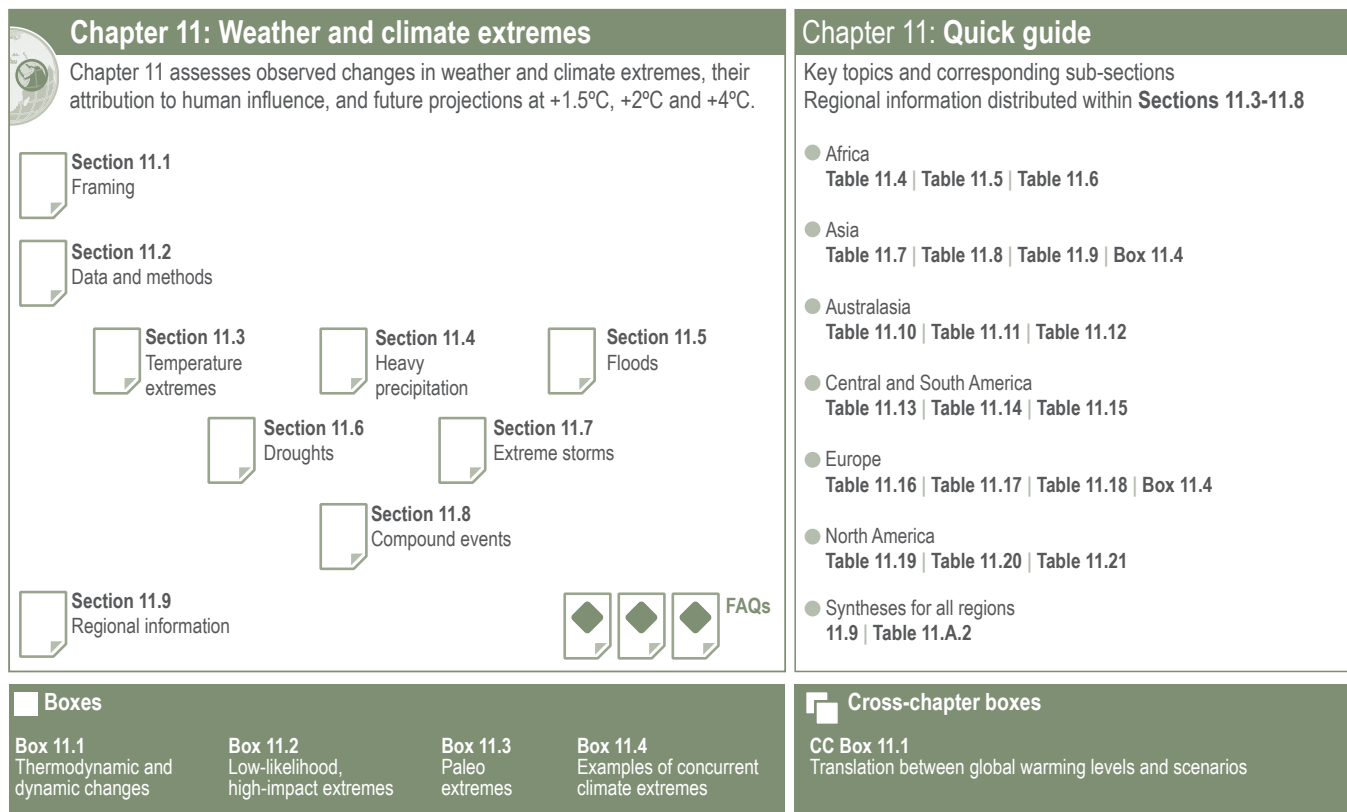 Chapter 11: Weather and climate extremes
Chapter 11 assesses observed changes in weather and climate extremes, their
attribution to human influence, and future projections at +1.5ºC, +2ºC and +4ºC.
Section 11.1
Framing
Section 11.2
Data and methods
Section 11.3
Temperature
extremes
Section 11.4
Heavy
precipitation
Section 11.5
Floods
Section 11.6
Droughts
Section 11.7
Extreme storms
Section 11.8
Compound events
Section 11.9
Regional information
FAQs
Chapter 11: Quick guide
Key topics and corresponding sub-sections
Regional information distributed within Sections 11.3-11.8
Africa
Table 11.4 | Table 11.5 | Table 11.6
Asia
Table 11.7 | Table 11.8 | Table 11.9 | Box 11.4
Australasia
Table 11.10 | Table 11.11 | Table 11.12
Central and South America
Table 11.13 | Table 11.14 | Table 11.15
Europe
Table 11.16 | Table 11.17 | Table 11.18 | Box 11.4
North America
Table 11.19 | Table 11.20 | Table 11.21
Syntheses for all regions
11.9 | Table 11.A.2
Boxes
Box 11.1
Thermodynamic and
dynamic changes
Box 11.2
Low-likelihood,
high-impact extremes
Box 11.3
Paleo
extremes
Box 11.4
Examples of concurrent
climate extremes
Cross-chapter boxes
CC Box 11.1
Translation between global warming levels and scenarios